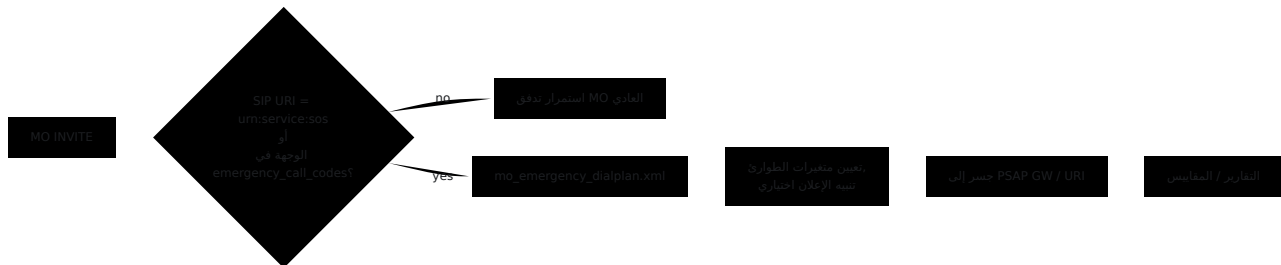 MO INVITE
SIP URI =
urn:service:sos
أو
الوجهة في
emergency_call_codes؟
no
استمرار تدفق MO العادي
yes
mo_emergency_dialplan.xml
تعيين متغيرات الطوارئ,
تنبيه الإعلان اختياري
جسر إلى PSAP GW / URI
التقارير / المقاييس